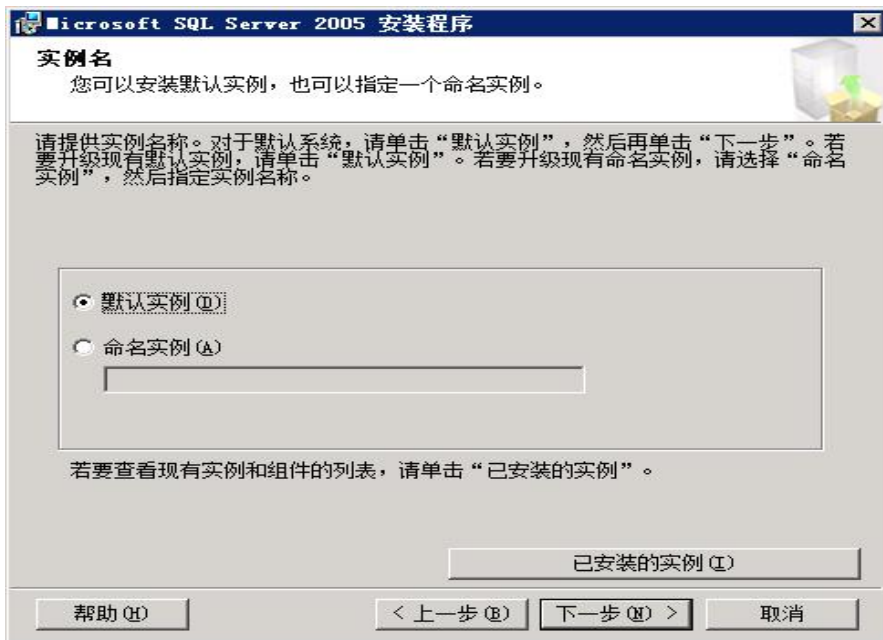 Microsoft SQL Server 2005 安装程序
实例名
您可以安装默认实例，也可以指定一个命名实例。
请提供实例名称。对于默认系统，请单击“默认实例”，然后再单击“下一步”。若
要升级现有默认实例，请单击“默认实例”。若要升级现有命名实例，请选择“命名
实例”，然后指定实例名称。
默认实例(D)
命名实例(A)
若要查看现有实例和组件的列表，请单击“已安装的实例”。
已安装的实例(I)
帮助(H) < 上一步(B) 下一步(N) > 取消